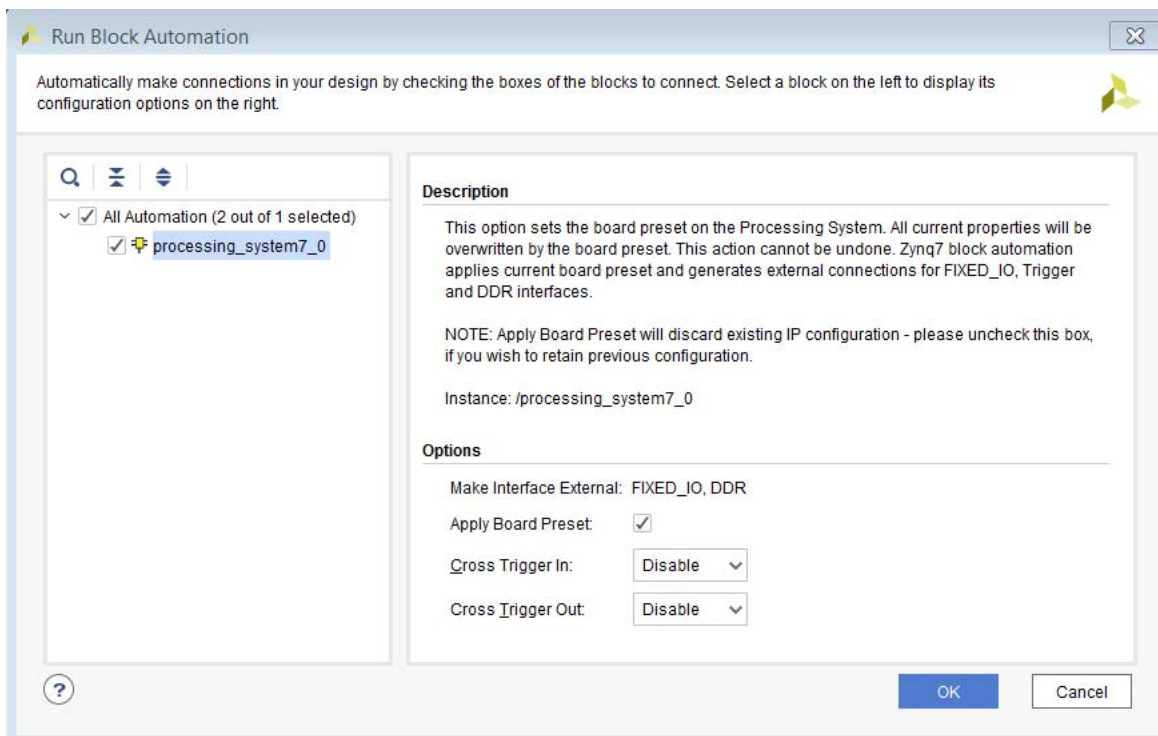 Run Block Automation
Automatically make connections in your design by checking the boxes of the blocks to connect. Select a block on the left to display its
configuration options on the right.
All Automation (2 out of 1 selected)
processing_system7_0
Description
This option sets the board preset on the Processing System. All current properties will be
overwritten by the board preset. This action cannot be undone. Zynq7 block automation
applies current board preset and generates external connections for FIXED_IO, Trigger
and DDR interfaces.
NOTE: Apply Board Preset will discard existing IP configuration - please uncheck this box,
if you wish to retain previous configuration.
Instance: /processing_system7_0
Options
Make Interface External: FIXED_IO, DDR
Apply Board Preset:
Cross Trigger In: Disable
Cross Trigger Out: Disable
? OK Cancel